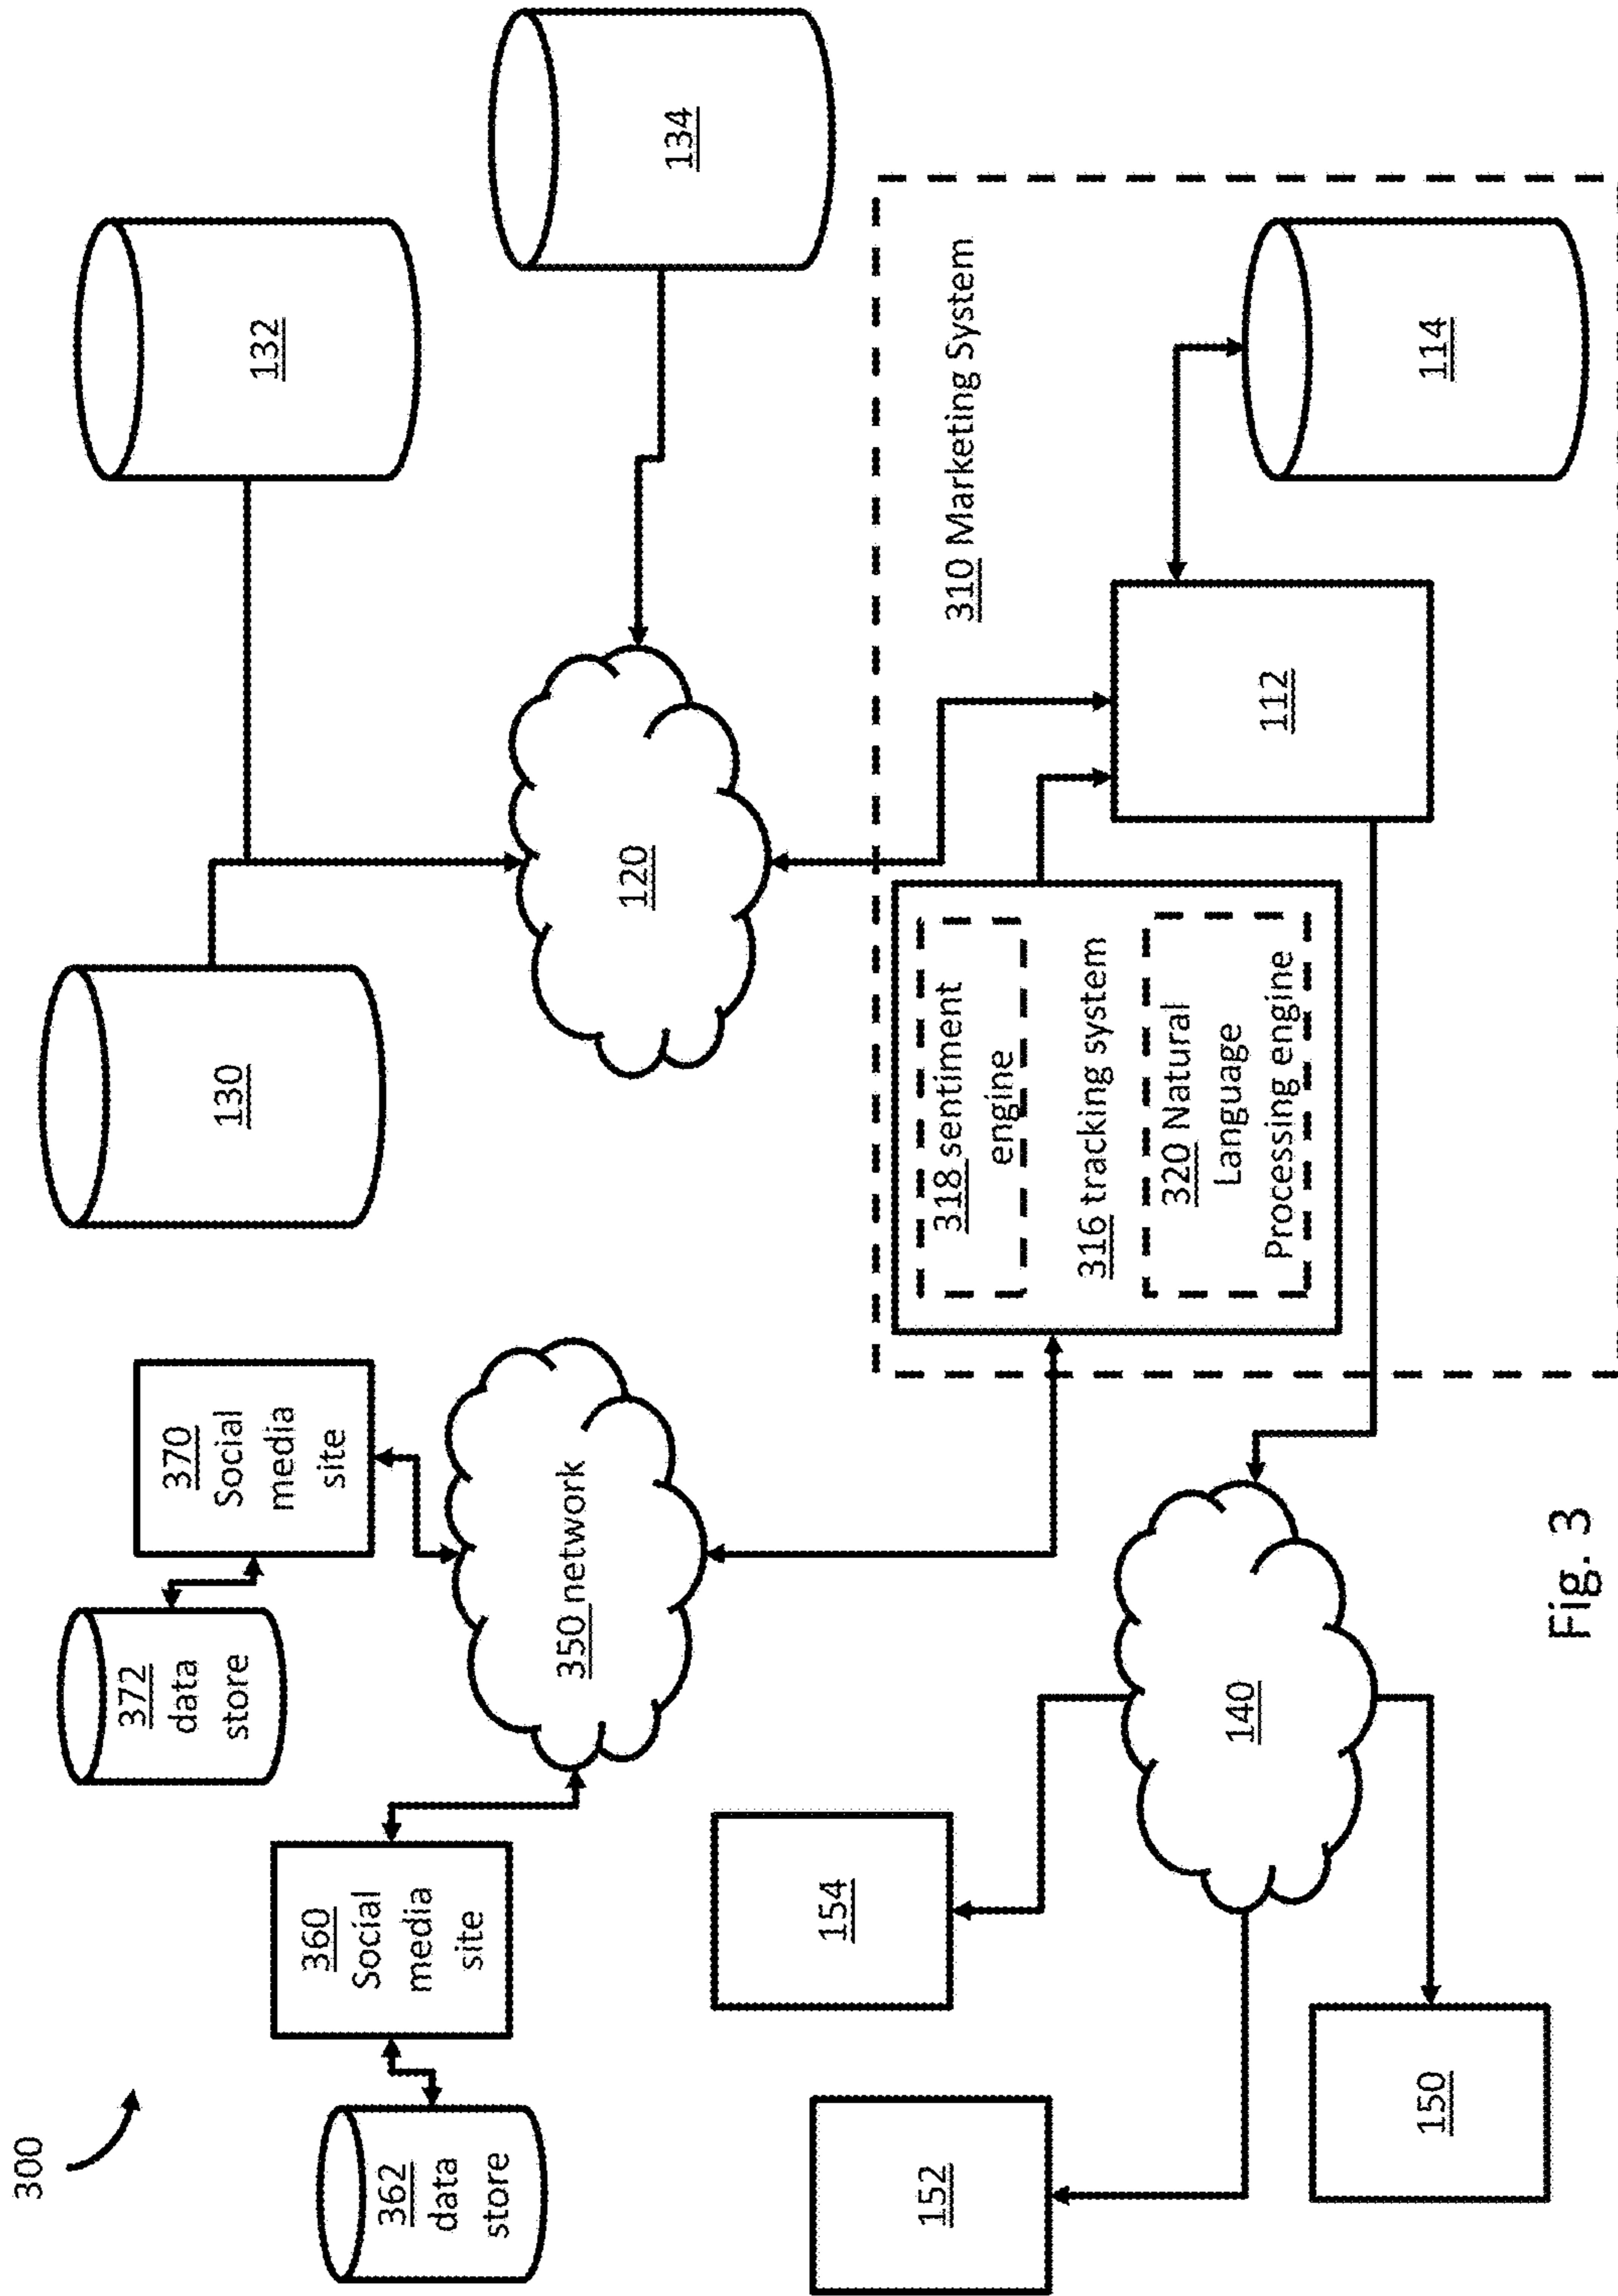 300
372
data
store
370
Social
media
site
130
132
362
data
store
360
Social
media
site
350 network
120
134
154
152
140
150
310 Marketing System
318 sentiment
engine
316 tracking system
320 Natural
Language
Processing engine
112
114
Fig. 3